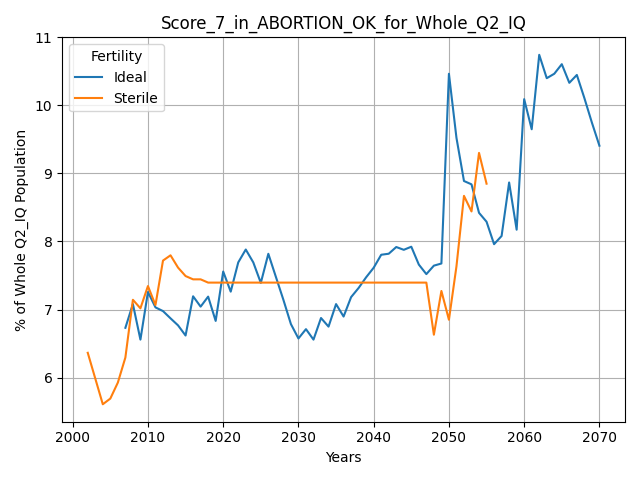 Score_7_in_ABORTION_OK_for_Whole_Q2_IQ
Fertility
Ideal
Sterile
% of Whole Q2_IQ Population
11
10
9
8
7
6
2000 2010 2020 2030 2040 2050 2060 2070
Years